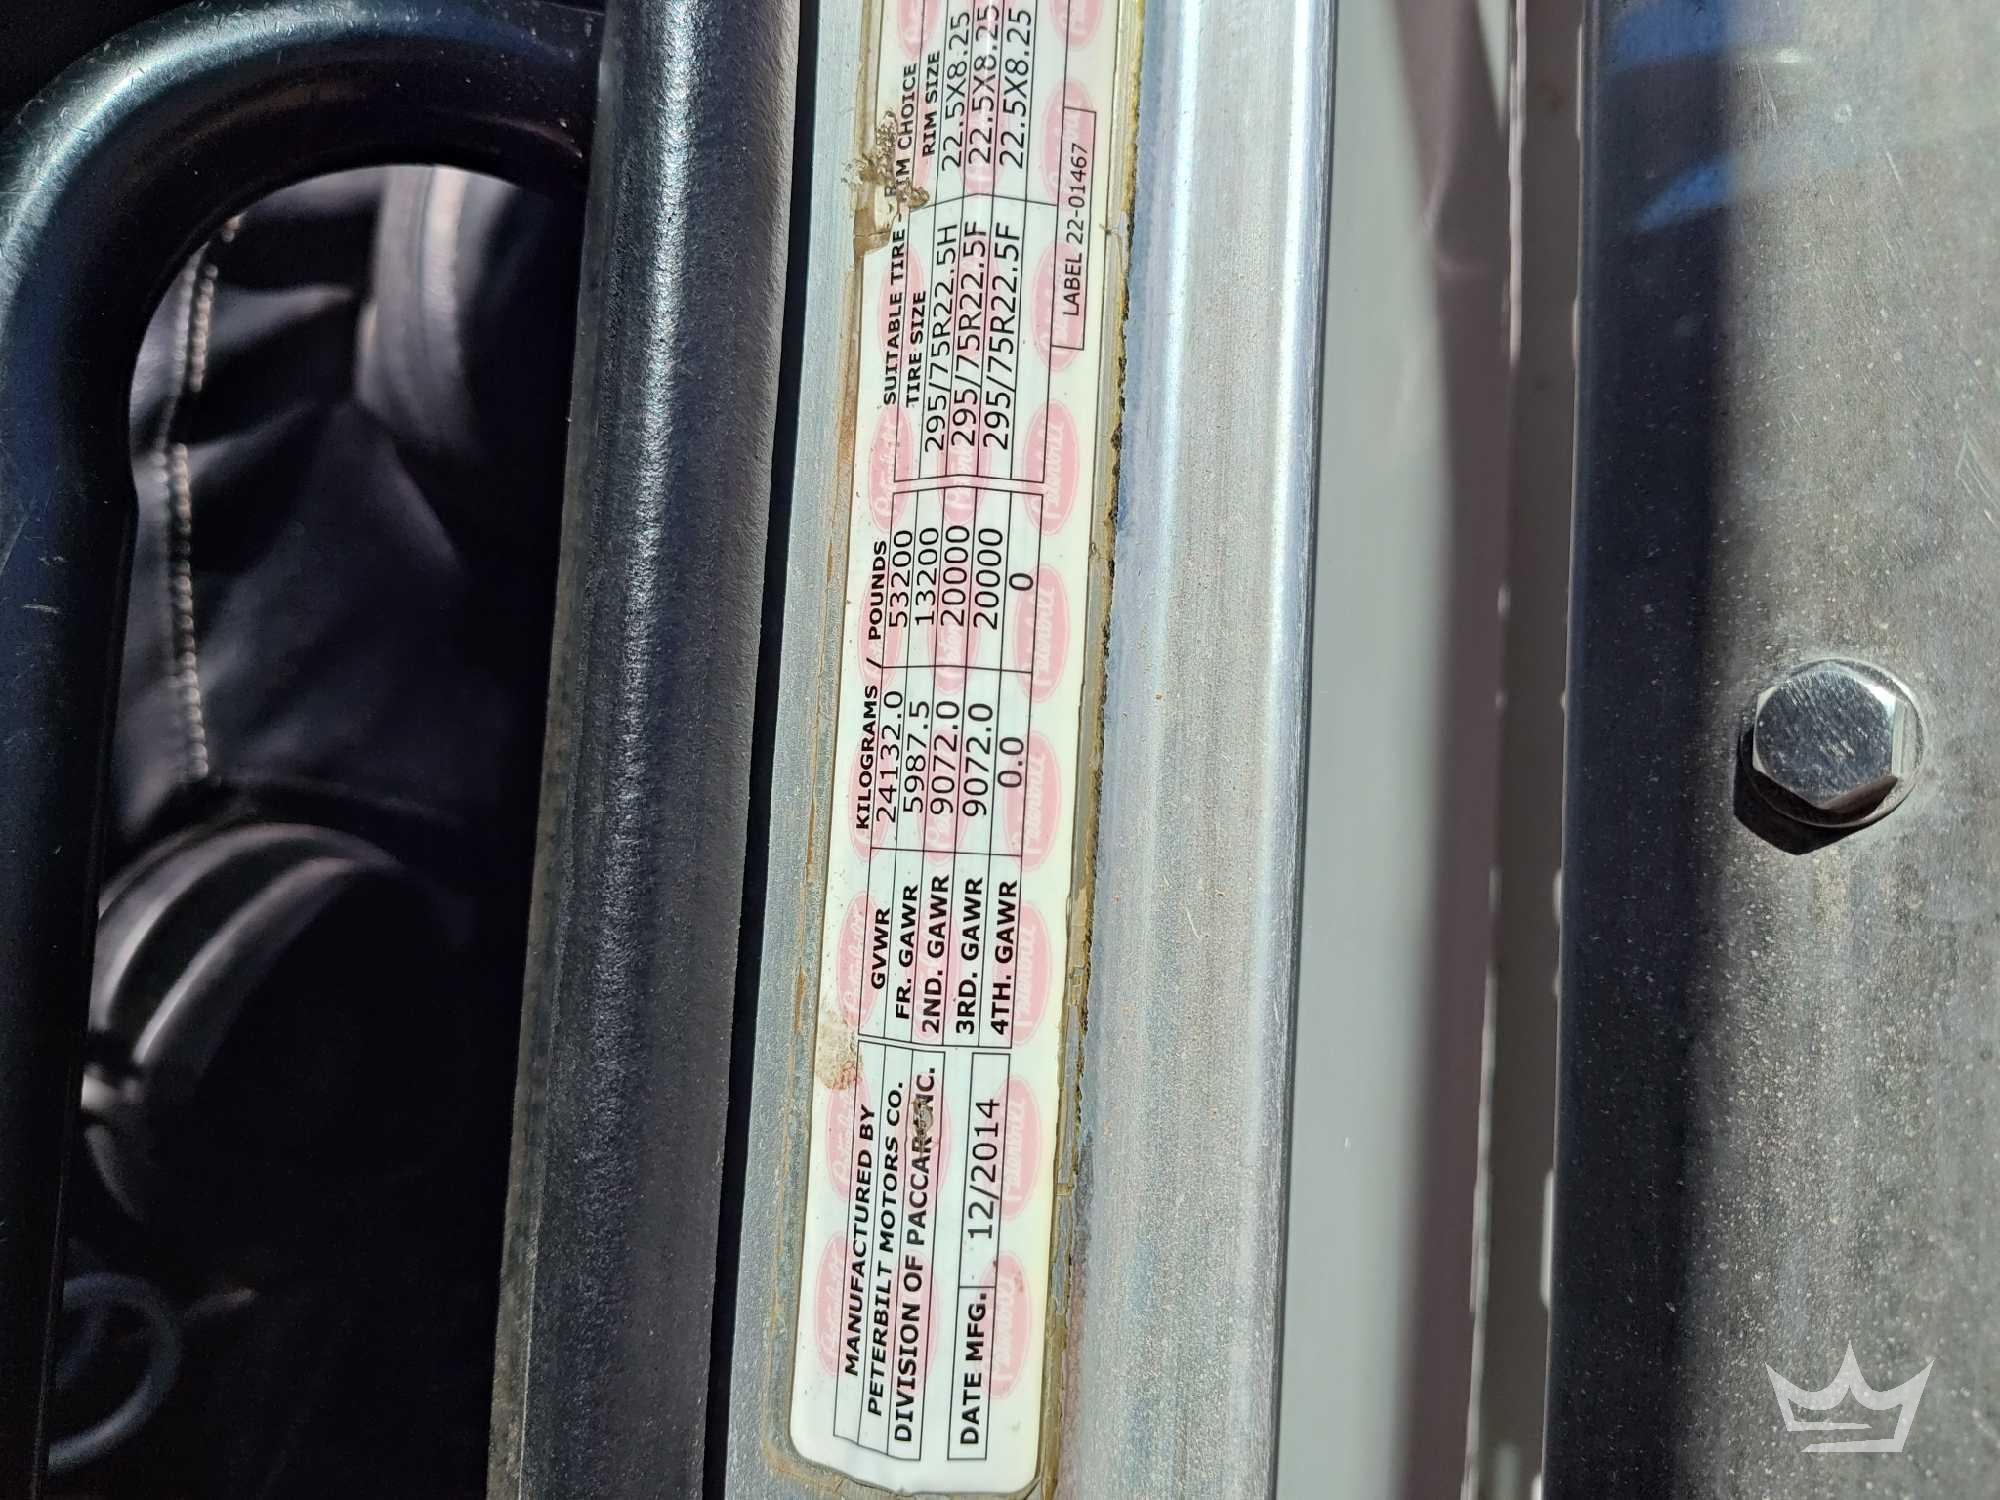 MANUFACTURED BY
PETERBILT MOTORS CO.
DIVISION OF PACCAR INC.
DATE MFG. 12/2014
KILOGRAMS / POUNDS
GVWR 24132.0 53200
FR. GAWR 5987.5 13200
2ND. GAWR 9072.0 20000
3RD. GAWR 9072.0 20000
4TH. GAWR 0.0 0
SUITABLE TIRE - RIM CHOICE
TIRE SIZE RIM SIZE
295/75R22.5H 22.5X8.25
295/75R22.5F 22.5X8.25
295/75R22.5F 22.5X8.25
LABEL 22-01467
Peterbilt